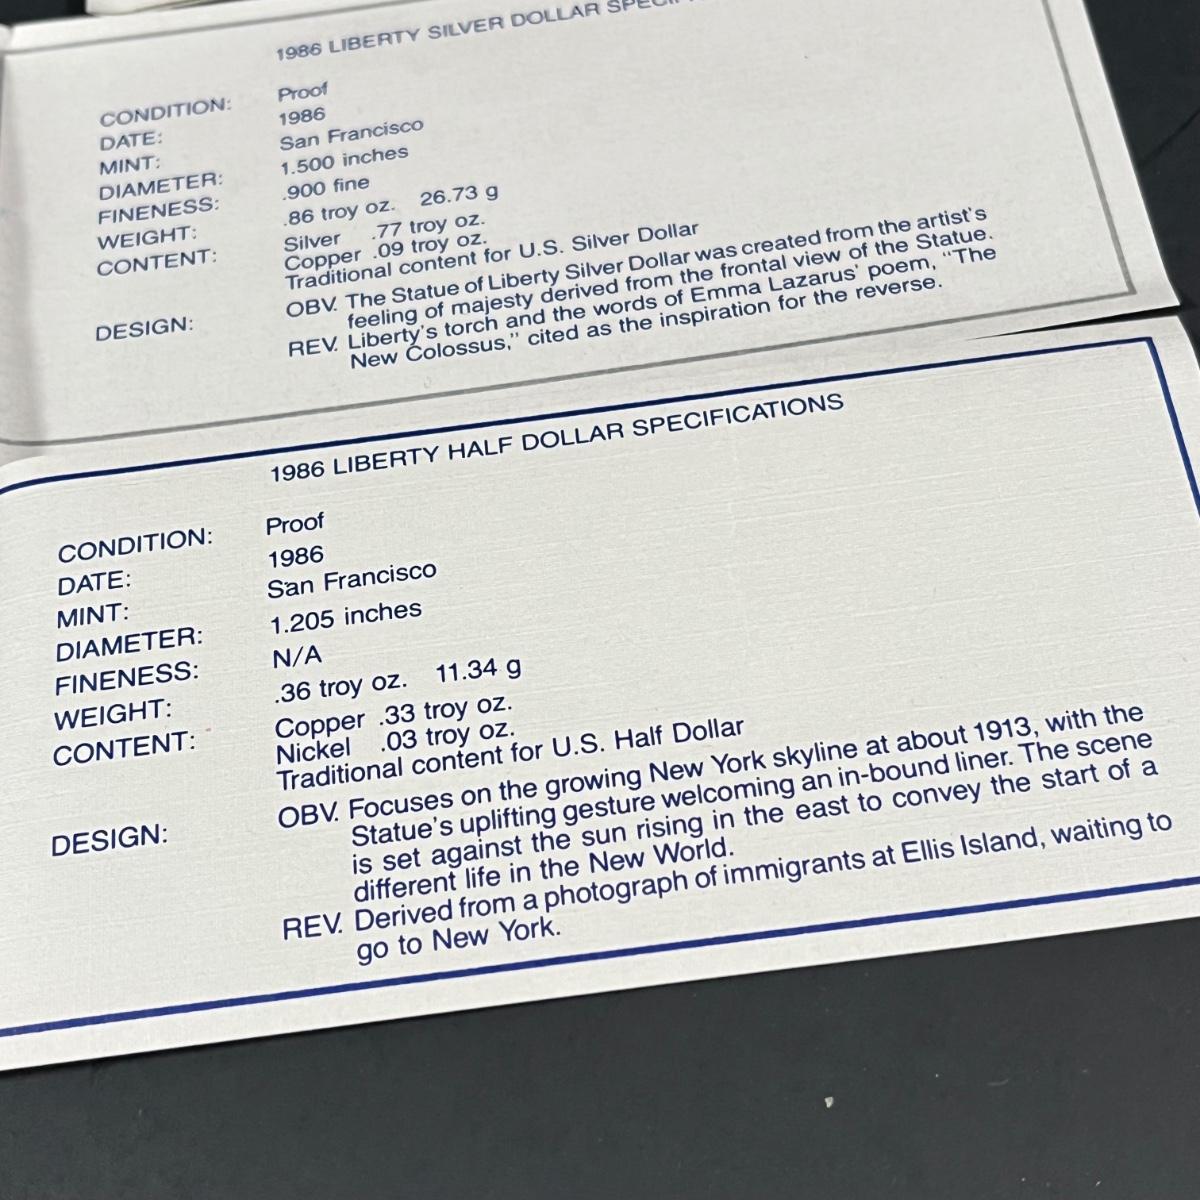 1986 LIBERTY SILVER DOLLAR
CONDITION: Proof
DATE: 1986
MINT: San Francisco
DIAMETER: 1.500 inches
FINENESS: .900 fine
WEIGHT: .86 troy oz. 26.73 g
CONTENT: Silver .77 troy oz.
Copper .09 troy oz.
Traditional content for U.S. Silver Dollar
DESIGN: OBV. The Statue of Liberty Silver Dollar was created from the artist's
feeling of majesty derived from the frontal view of the Statue.
REV. Liberty's torch and the words of Emma Lazarus' poem, "The
New Colossus," cited as the inspiration for the reverse.
1986 LIBERTY HALF DOLLAR SPECIFICATIONS
CONDITION: Proof
DATE: 1986
MINT: San Francisco
DIAMETER: 1.205 inches
FINENESS: N/A
WEIGHT: .36 troy oz. 11.34 g
CONTENT: Copper .33 troy oz.
Nickel .03 troy oz.
Traditional content for U.S. Half Dollar
DESIGN: OBV. Focuses on the growing New York skyline at about 1913, with the
Statue's uplifting gesture welcoming an in-bound liner. The scene
is set against the sun rising in the east to convey the start of a
different life in the New World.
REV. Derived from a photograph of immigrants at Ellis Island, waiting to
go to New York.